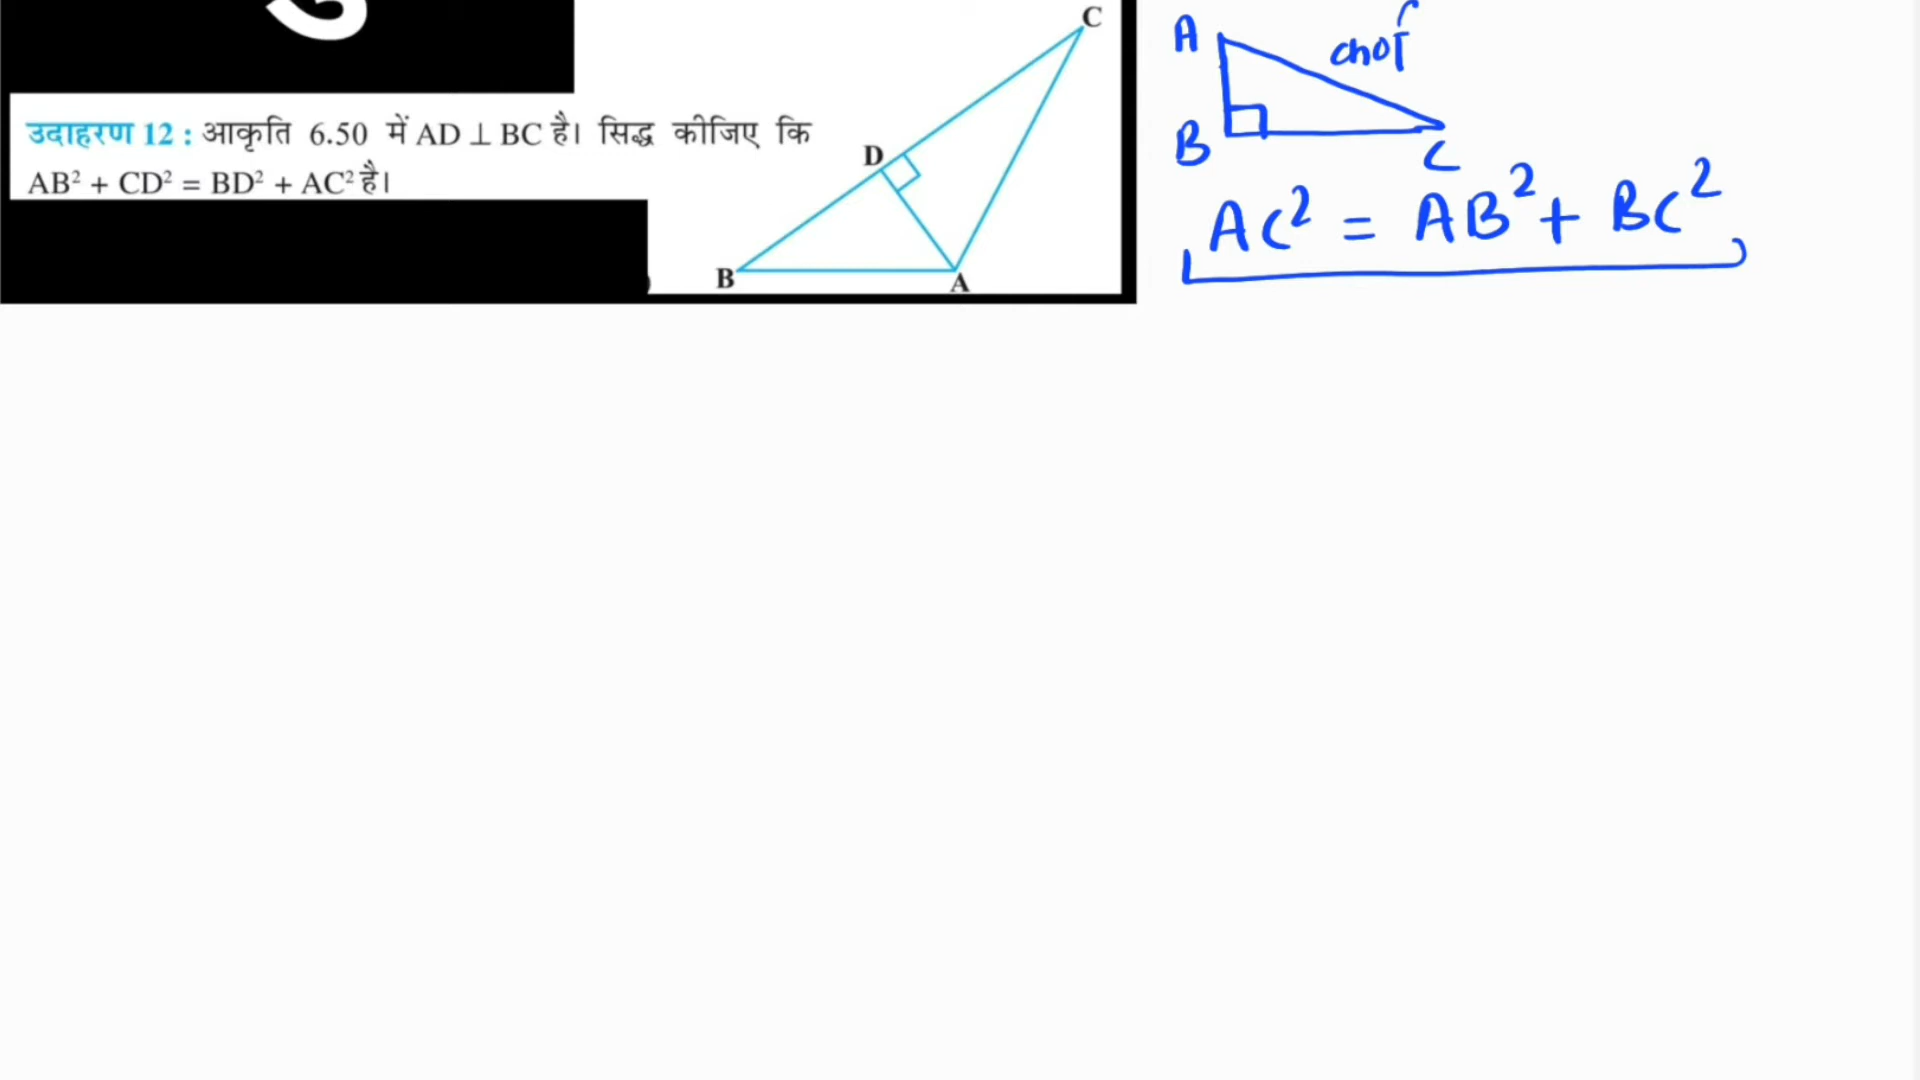 उदाहरण 12 : आकृति 6.50 में AD ⊥ BC है। सिद्ध कीजिए कि
AB² + CD² = BD² + AC² है।
C
D
B
A
A
B
C
AC² = AB² + BC²